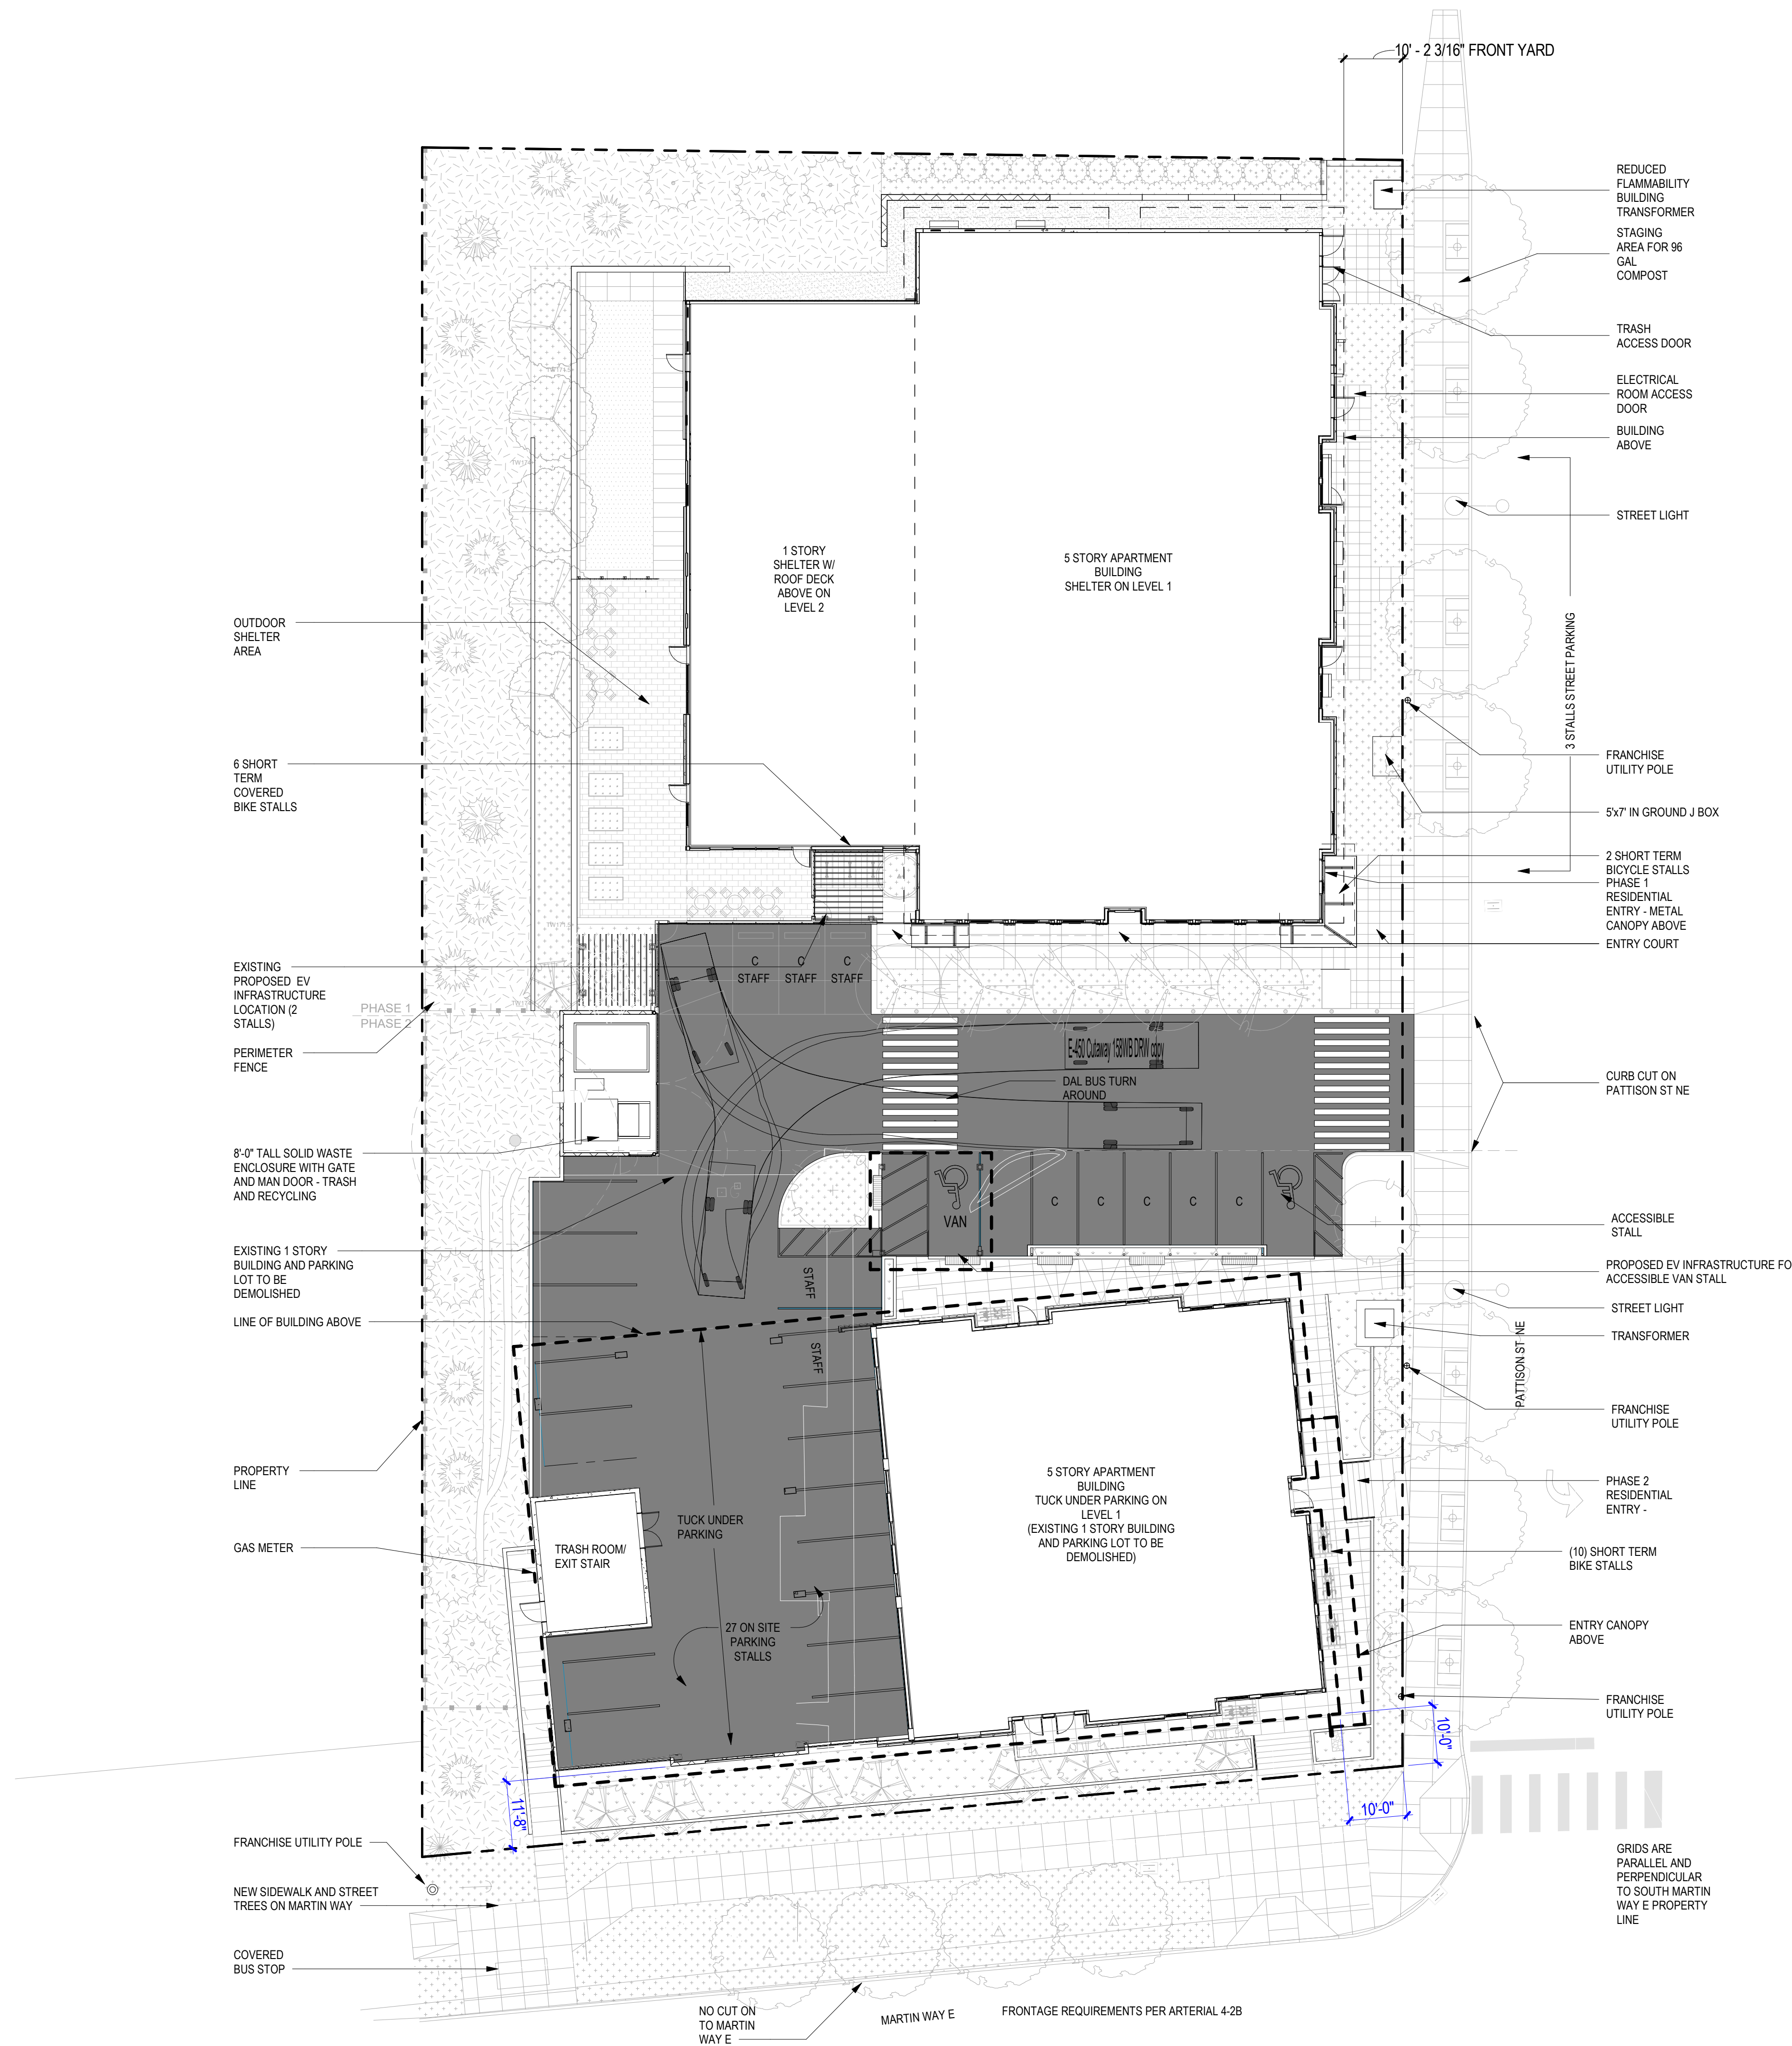 10' - 2 3/16" FRONT YARD
REDUCED
FLAMMABILITY
BUILDING
TRANSFORMER
STAGING
AREA FOR 96
GAL
COMPOST
TRASH
ACCESS DOOR
ELECTRICAL
ROOM ACCESS
DOOR
BUILDING
ABOVE
STREET LIGHT
3 STALLS STREET PARKING
1 STORY
SHELTER W/
ROOF DECK
ABOVE ON
LEVEL 2
5 STORY APARTMENT
BUILDING
SHELTER ON LEVEL 1
OUTDOOR
SHELTER
AREA
6 SHORT
TERM
COVERED
BIKE STALLS
FRANCHISE
UTILITY POLE
5'x7' IN GROUND J BOX
2 SHORT TERM
BICYCLE STALLS
PHASE 1
RESIDENTIAL
ENTRY - METAL
CANOPY ABOVE
ENTRY COURT
EXISTING
PROPOSED EV
INFRASTRUCTURE
LOCATION (2
STALLS)
PHASE 1
PHASE 2
PERIMETER
FENCE
C
STAFF
C
STAFF
C
STAFF
E-450 Cutaway 158WB DRW copy
DAL BUS TURN
AROUND
CURB CUT ON
PATTISON ST NE
8'-0" TALL SOLID WASTE
ENCLOSURE WITH GATE
AND MAN DOOR - TRASH
AND RECYCLING
VAN
C
C
C
C
C
ACCESSIBLE
STALL
EXISTING 1 STORY
BUILDING AND PARKING
LOT TO BE
DEMOLISHED
STAFF
STAFF
PROPOSED EV INFRASTRUCTURE FO
ACCESSIBLE VAN STALL
STREET LIGHT
LINE OF BUILDING ABOVE
TRANSFORMER
PATTISON ST NE
FRANCHISE
UTILITY POLE
PROPERTY
LINE
5 STORY APARTMENT
BUILDING
TUCK UNDER PARKING ON
LEVEL 1
(EXISTING 1 STORY BUILDING
AND PARKING LOT TO BE
DEMOLISHED)
PHASE 2
RESIDENTIAL
ENTRY -
TUCK UNDER
PARKING
GAS METER
TRASH ROOM/
EXIT STAIR
(10) SHORT TERM
BIKE STALLS
27 ON SITE
PARKING
STALLS
ENTRY CANOPY
ABOVE
FRANCHISE
UTILITY POLE
10'-0"
10'-0"
11'-8"
FRANCHISE UTILITY POLE
GRIDS ARE
PARALLEL AND
PERPENDICULAR
TO SOUTH MARTIN
WAY E PROPERTY
LINE
NEW SIDEWALK AND STREET
TREES ON MARTIN WAY
COVERED
BUS STOP
NO CUT ON
TO MARTIN
WAY E
MARTIN WAY E
FRONTAGE REQUIREMENTS PER ARTERIAL 4-2B